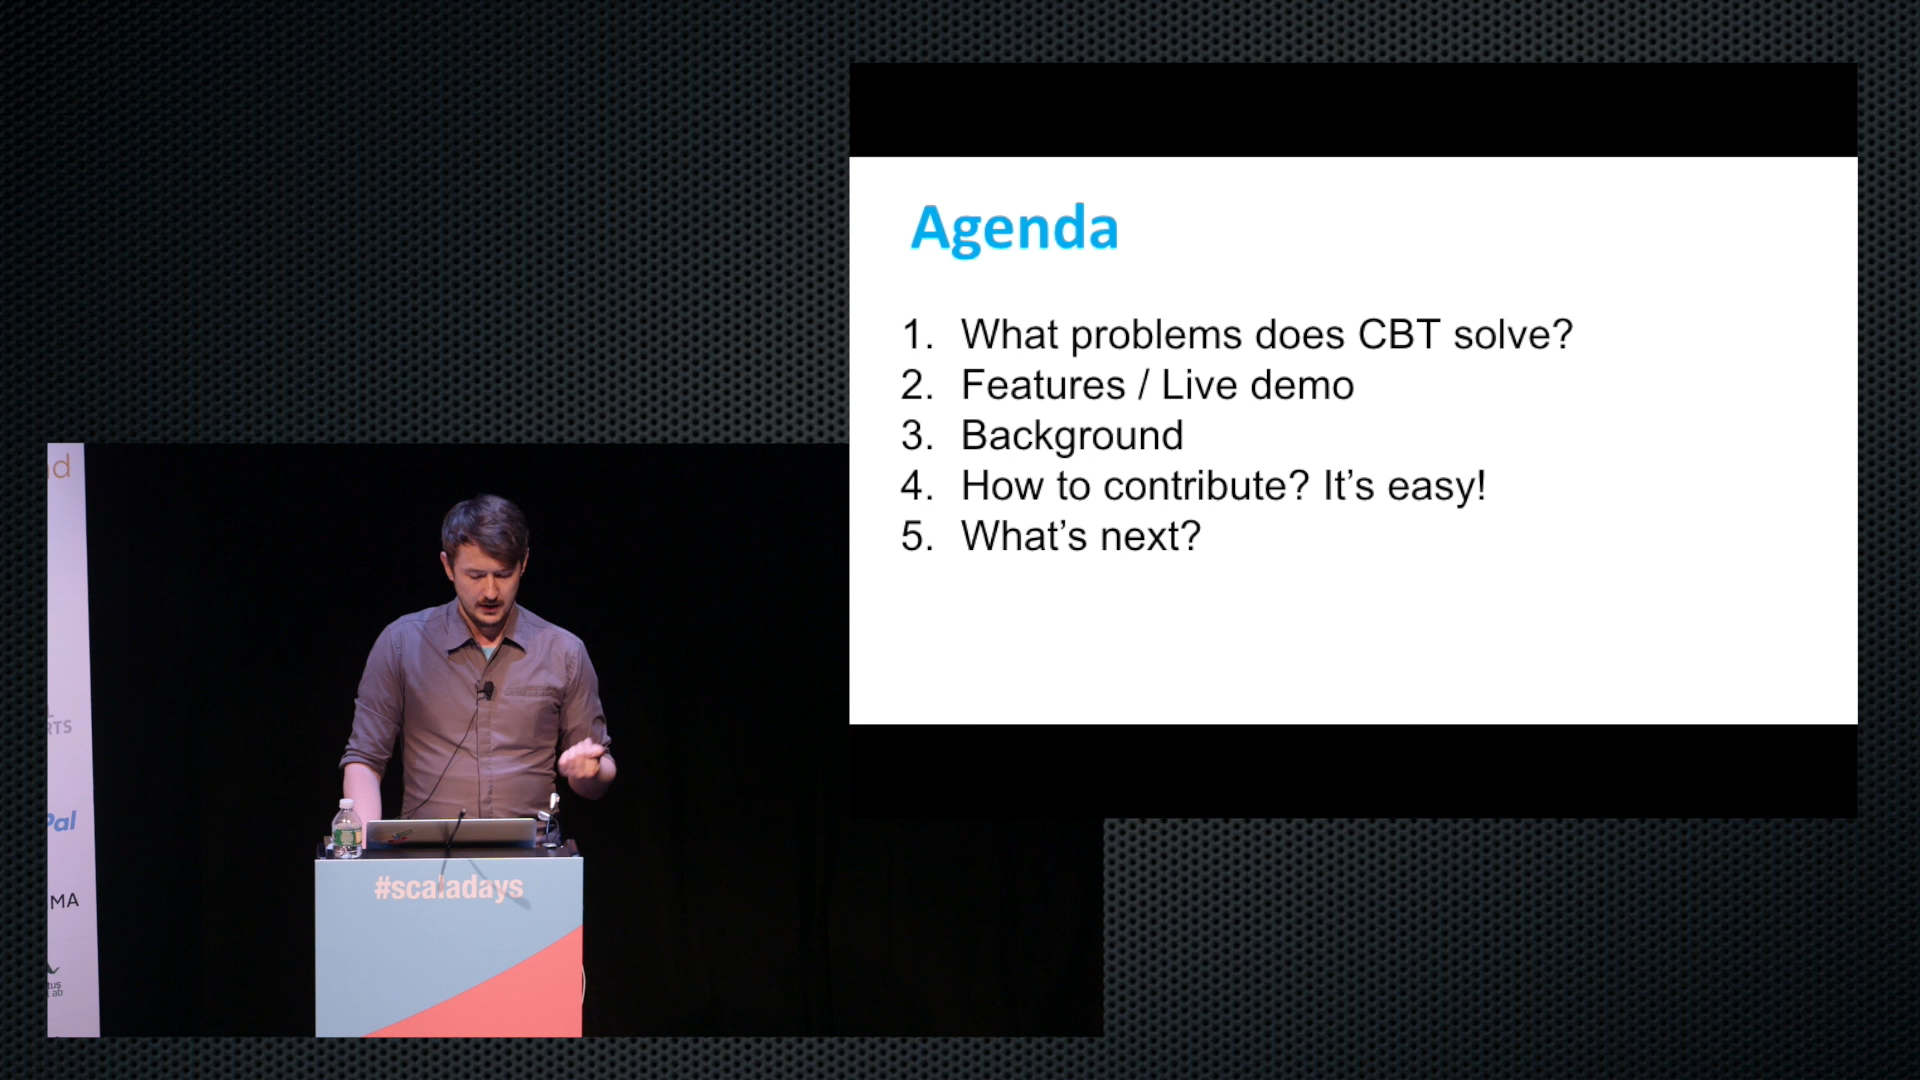 Agenda
1. What problems does CBT solve?
2. Features / Live demo
3. Background
4. How to contribute? It’s easy!
5. What’s next?
#scaladays
Pal
MA